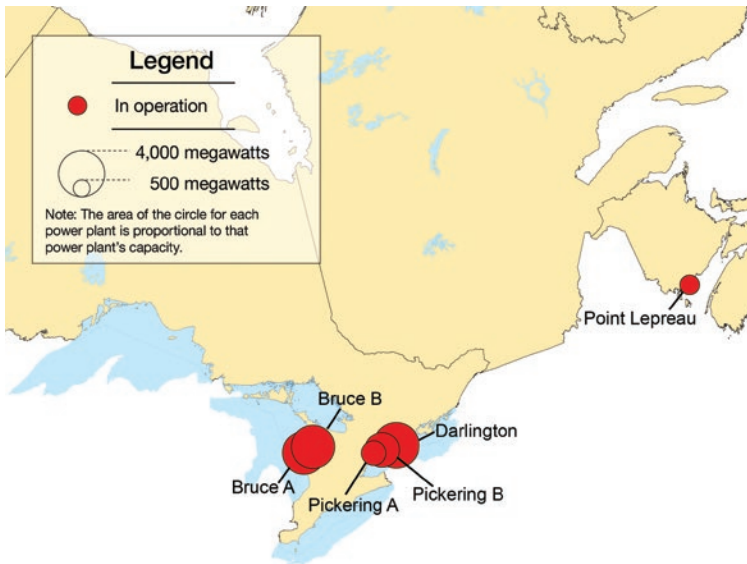 Legend
In operation
4,000 megawatts
500 megawatts
Note: The area of the circle for each
power plant is proportional to that
power plant's capacity.
Point Lepreau
Bruce B
Darlington
Bruce A
Pickering A
Pickering B